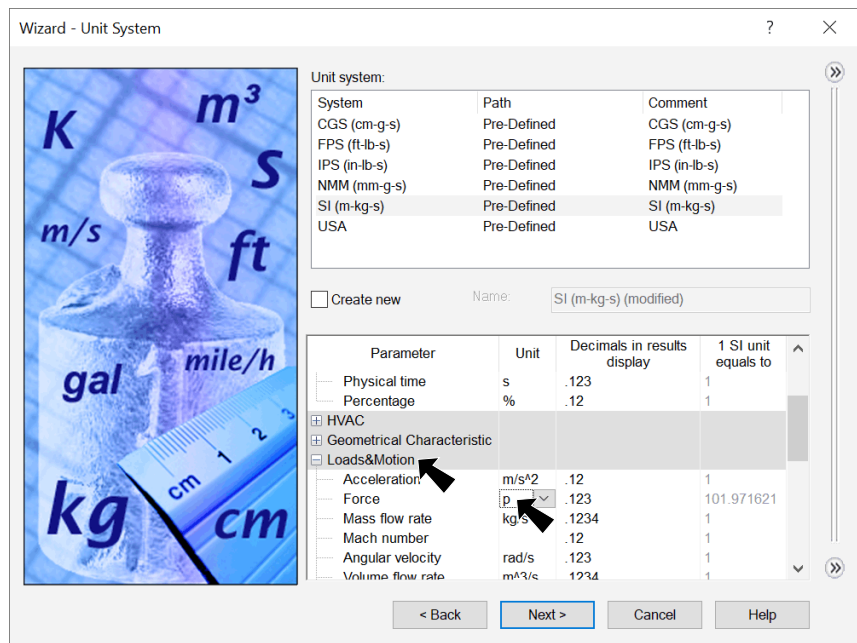 Wizard - Unit System
?
K
m³
s
m/s
ft
gal
mile/h
1 2 3
cm
kg
cm
Unit system:
System Path Comment
CGS (cm-g-s) Pre-Defined CGS (cm-g-s)
FPS (ft-lb-s) Pre-Defined FPS (ft-lb-s)
IPS (in-lb-s) Pre-Defined IPS (in-lb-s)
NMM (mm-g-s) Pre-Defined NMM (mm-g-s)
SI (m-kg-s) Pre-Defined SI (m-kg-s)
USA Pre-Defined USA
Create new Name: SI (m-kg-s) (modified)
Parameter Unit Decimals in results display 1 SI unit equals to
Physical time s .123 1
Percentage % .12 1
HVAC
Geometrical Characteristic
Loads&Motion
Acceleration m/s^2 .12 1
Force p .123 101.971621
Mass flow rate kg/s .1234 1
Mach number .12 1
Angular velocity rad/s .123 1
Volume flow rate m^3/s .1234 1
< Back Next > Cancel Help